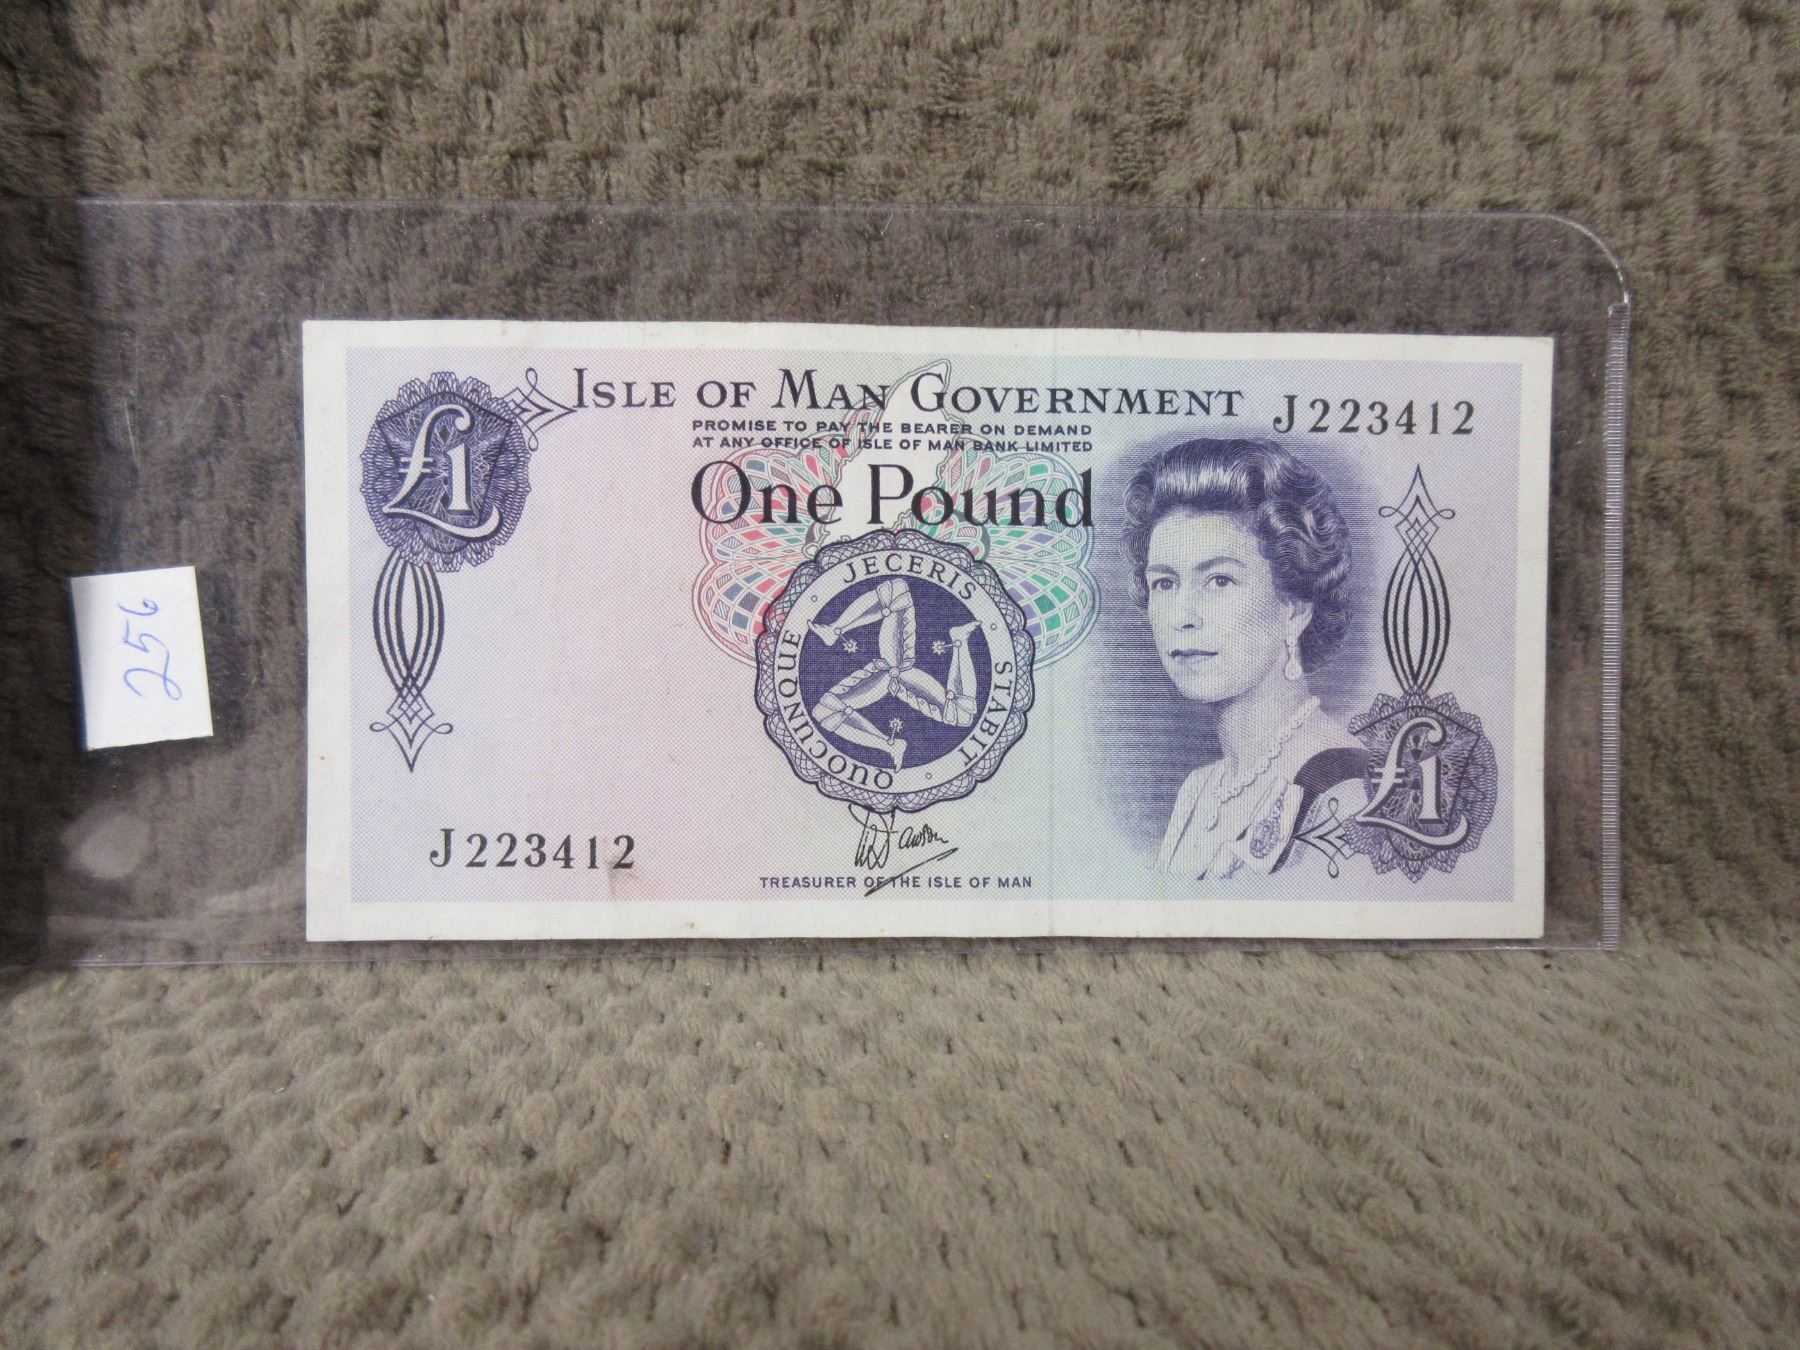 ISLE OF MAN GOVERNMENT
J223412
PROMISE TO PAY THE BEARER ON DEMAND
AT ANY OFFICE OF ISLE OF MAN BANK LIMITED
£1
One Pound
QUOCUNQUE · JECERIS · STABIT
256
£1
J223412
W Dawson
TREASURER OF THE ISLE OF MAN